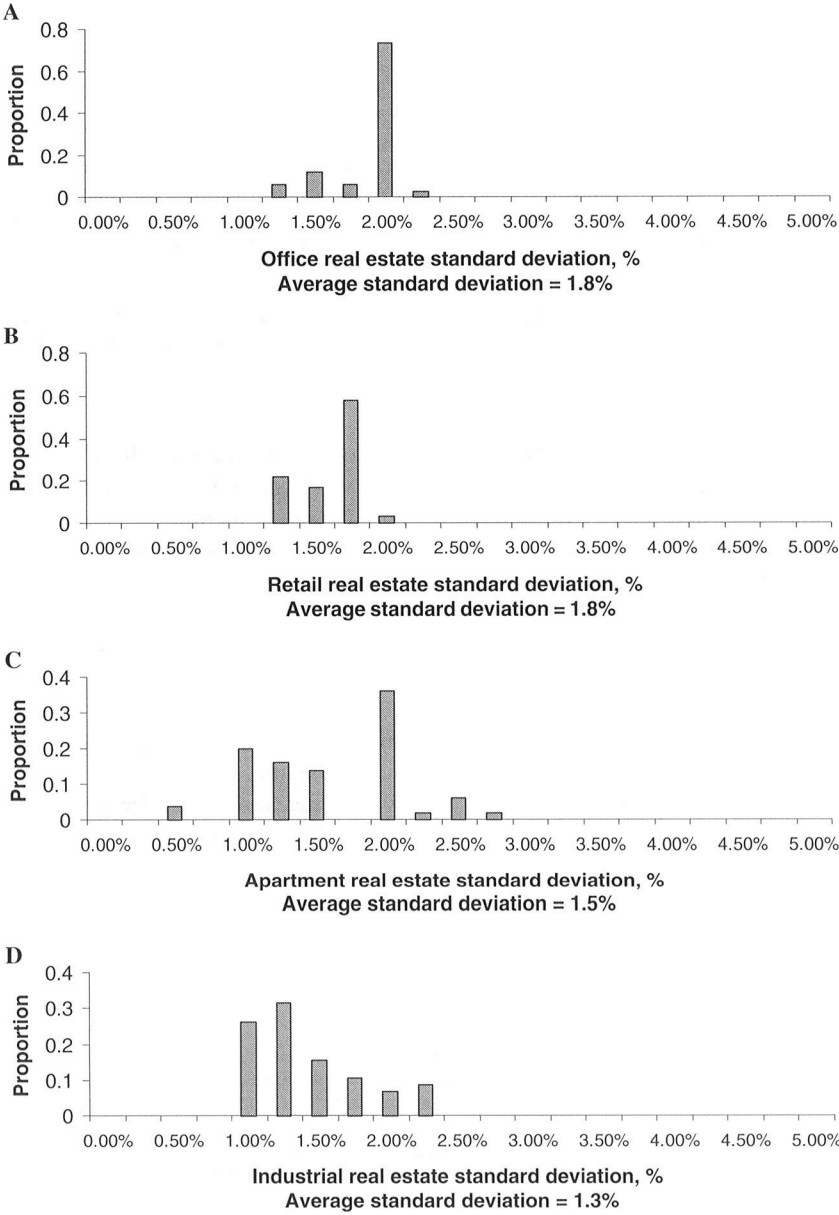 A
0.8
0.6
0.4
0.2
0
Proportion
0.00% 0.50% 1.00% 1.50% 2.00% 2.50% 3.00% 3.50% 4.00% 4.50% 5.00%
Office real estate standard deviation, %
Average standard deviation = 1.8%
B
0.8
0.6
0.4
0.2
0
Proportion
0.00% 0.50% 1.00% 1.50% 2.00% 2.50% 3.00% 3.50% 4.00% 4.50% 5.00%
Retail real estate standard deviation, %
Average standard deviation = 1.8%
C
0.4
0.3
0.2
0.1
0
Proportion
0.00% 0.50% 1.00% 1.50% 2.00% 2.50% 3.00% 3.50% 4.00% 4.50% 5.00%
Apartment real estate standard deviation, %
Average standard deviation = 1.5%
D
0.4
0.3
0.2
0.1
0
Proportion
0.00% 0.50% 1.00% 1.50% 2.00% 2.50% 3.00% 3.50% 4.00% 4.50% 5.00%
Industrial real estate standard deviation, %
Average standard deviation = 1.3%